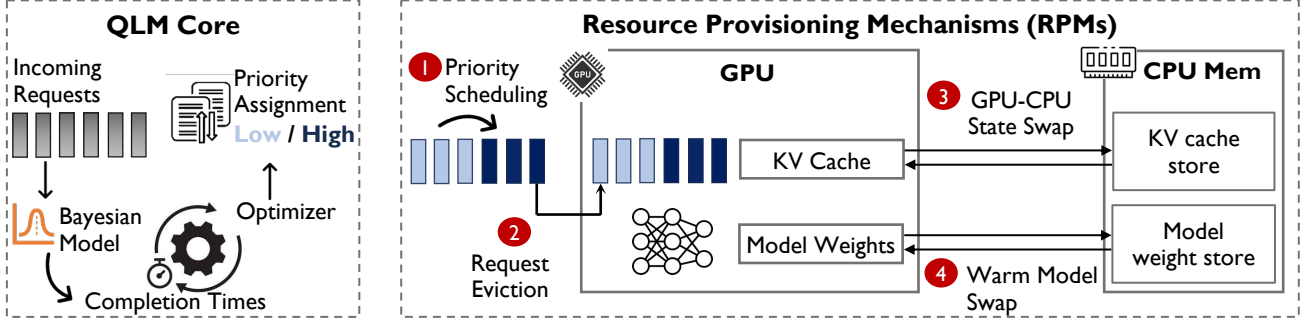 QLM Core
Incoming
Requests
Priority
Assignment
Low / High
Bayesian
Model
Optimizer
Completion Times
Resource Provisioning Mechanisms (RPMs)
1 Priority
Scheduling
2
Request
Eviction
GPU
GPU
KV Cache
Model Weights
3 GPU-CPU
State Swap
4 Warm Model
Swap
CPU Mem
KV cache
store
Model
weight store